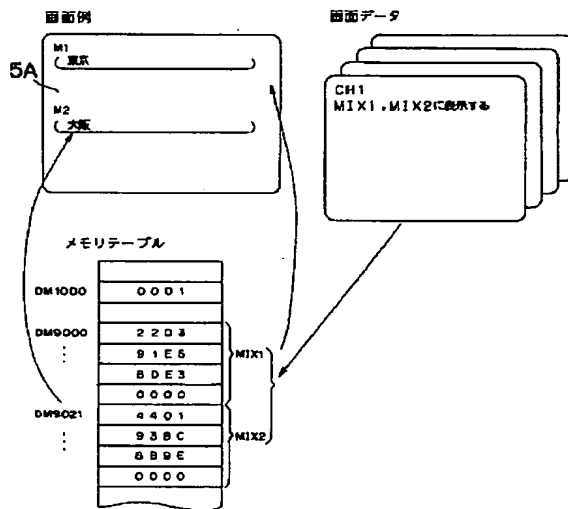 画面例
画面データ
M1
東京
5A
M2
大阪
CH1
MIX1,MIX2に表示する
メモリテーブル
DM1000
0001
DM9000
2203
91E5
MIX1
8DE3
0000
DM9021
4401
938C
MIX2
8B9E
0000